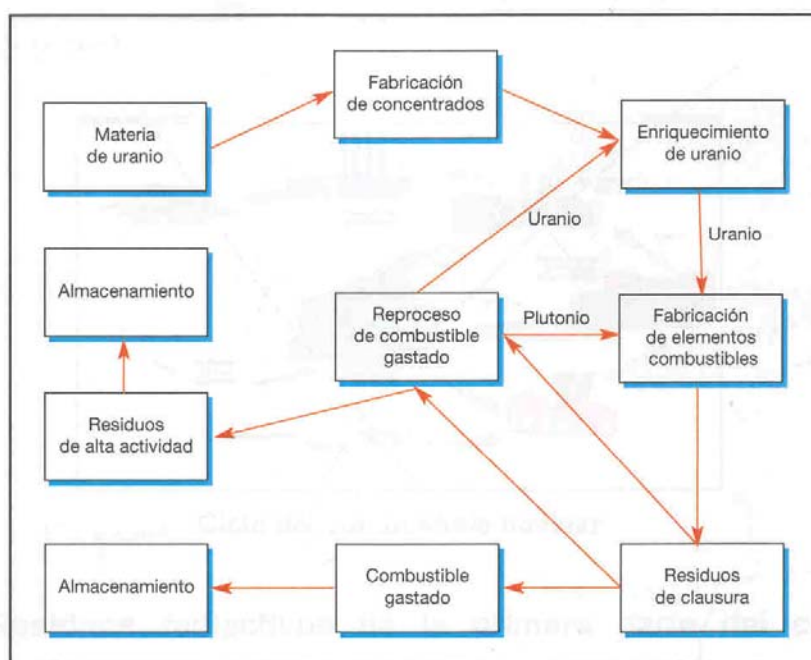 Fabricación
de concentrados
Materia
de uranio
Enriquecimiento
de uranio
Uranio
Uranio
Almacenamiento
Reproceso
de combustible
gastado
Plutonio
Fabricación
de elementos
combustibles
Residuos
de alta actividad
Almacenamiento
Combustible
gastado
Residuos
de clausura